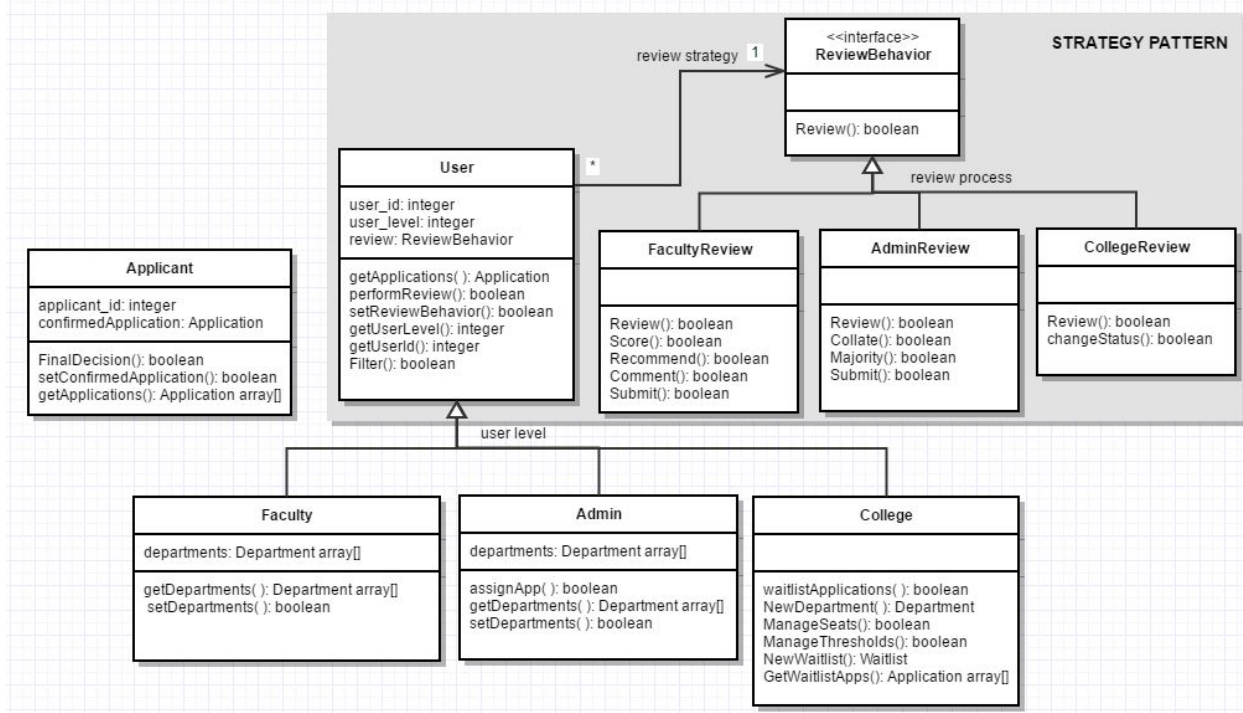 STRATEGY PATTERN
<<interface>>
ReviewBehavior
Review(): boolean
review strategy
1
*
review process
User
user_id: integer
user_level: integer
review: ReviewBehavior
getApplications( ): Application
performReview(): boolean
setReviewBehavior(): boolean
getUserLevel(): integer
getUserId(): integer
Filter(): boolean
FacultyReview
Review(): boolean
Score(): boolean
Recommend(): boolean
Comment(): boolean
Submit(): boolean
AdminReview
Review(): boolean
Collate(): boolean
Majority(): boolean
Submit(): boolean
CollegeReview
Review(): boolean
changeStatus(): boolean
Applicant
applicant_id: integer
confirmedApplication: Application
FinalDecision(): boolean
setConfirmedApplication(): boolean
getApplications(): Application array[]
user level
Faculty
departments: Department array[]
getDepartments( ): Department array[]
setDepartments( ): boolean
Admin
departments: Department array[]
assignApp( ): boolean
getDepartments( ): Department array[]
setDepartments( ): boolean
College
waitlistApplications( ): boolean
NewDepartment( ): Department
ManageSeats(): boolean
ManageThresholds(): boolean
NewWaitlist(): Waitlist
GetWaitlistApps(): Application array[]